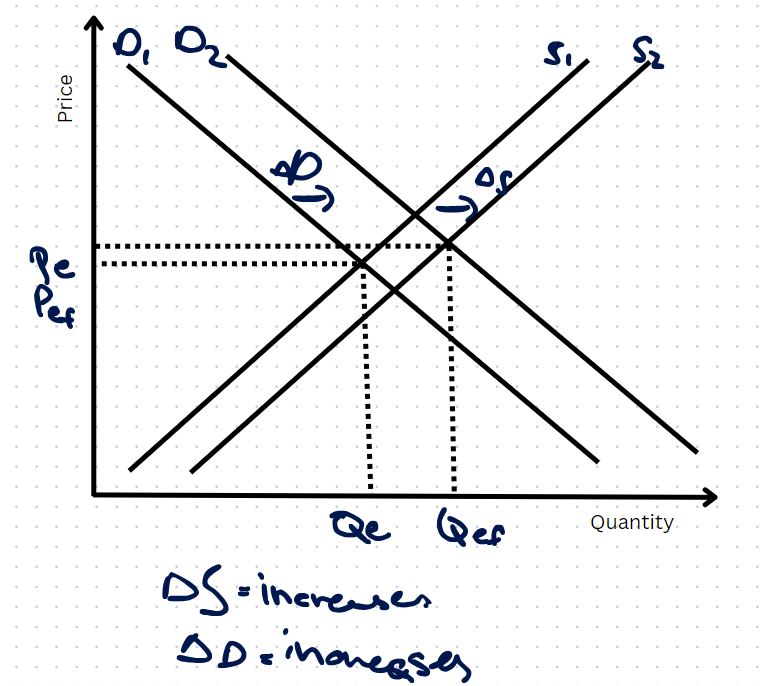 D₁ D₂ S₁ S₂
Price
ΔD
ΔS
Pe
Pef
Qe Qef
Quantity
ΔS = increases
ΔD = increases